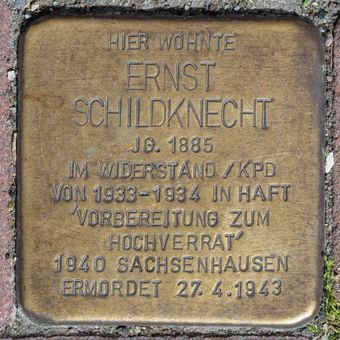 HIER WOHNTE
ERNST
SCHILDKNECHT
JG. 1885
IM WIDERSTAND / KPD
VON 1933-1934 IN HAFT
'VORBEREITUNG ZUM
HOCHVERRAT'
1940 SACHSENHAUSEN
ERMORDET 27.4.1943